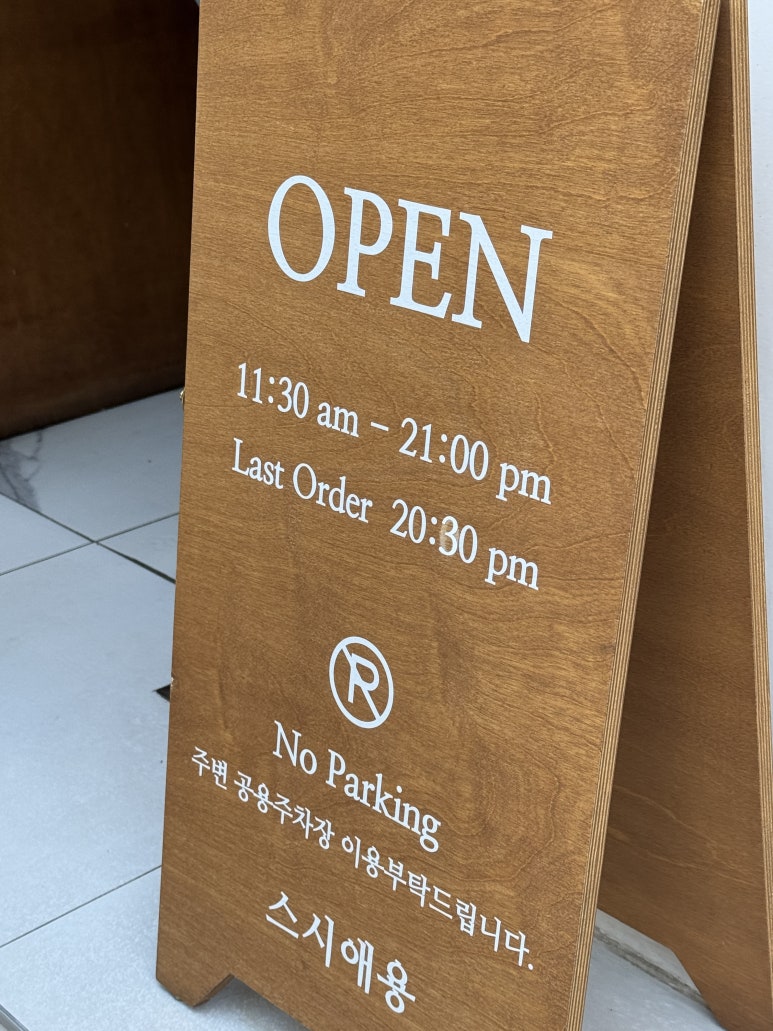 OPEN
11:30 am - 21:00 pm
Last Order 20:30 pm
P
No Parking
주변 공용주차장 이용부탁드립니다.
스시애용